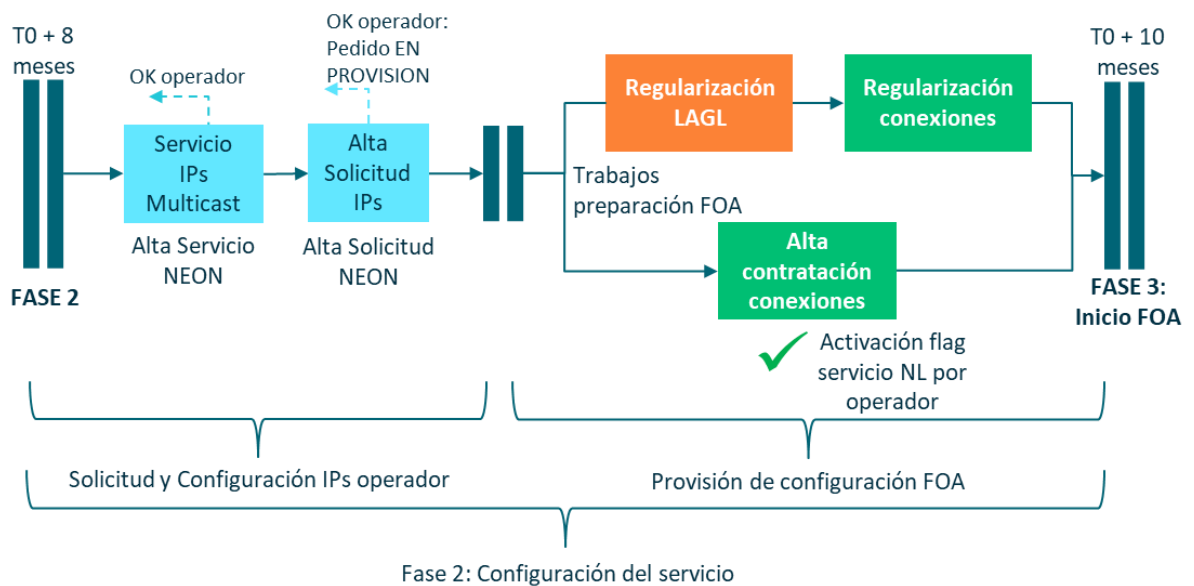 T0 + 8
meses
FASE 2
OK operador
Servicio
IPs
Multicast
Alta Servicio
NEON
OK operador:
Pedido EN
PROVISION
Alta
Solicitud
IPs
Alta Solicitud
NEON
Trabajos
preparación FOA
Regularización
LAGL
Regularización
conexiones
Alta
contratación
conexiones
Activación flag
servicio NL por
operador
T0 + 10
meses
FASE 3:
Inicio FOA
Solicitud y Configuración IPs operador
Provisión de configuración FOA
Fase 2: Configuración del servicio